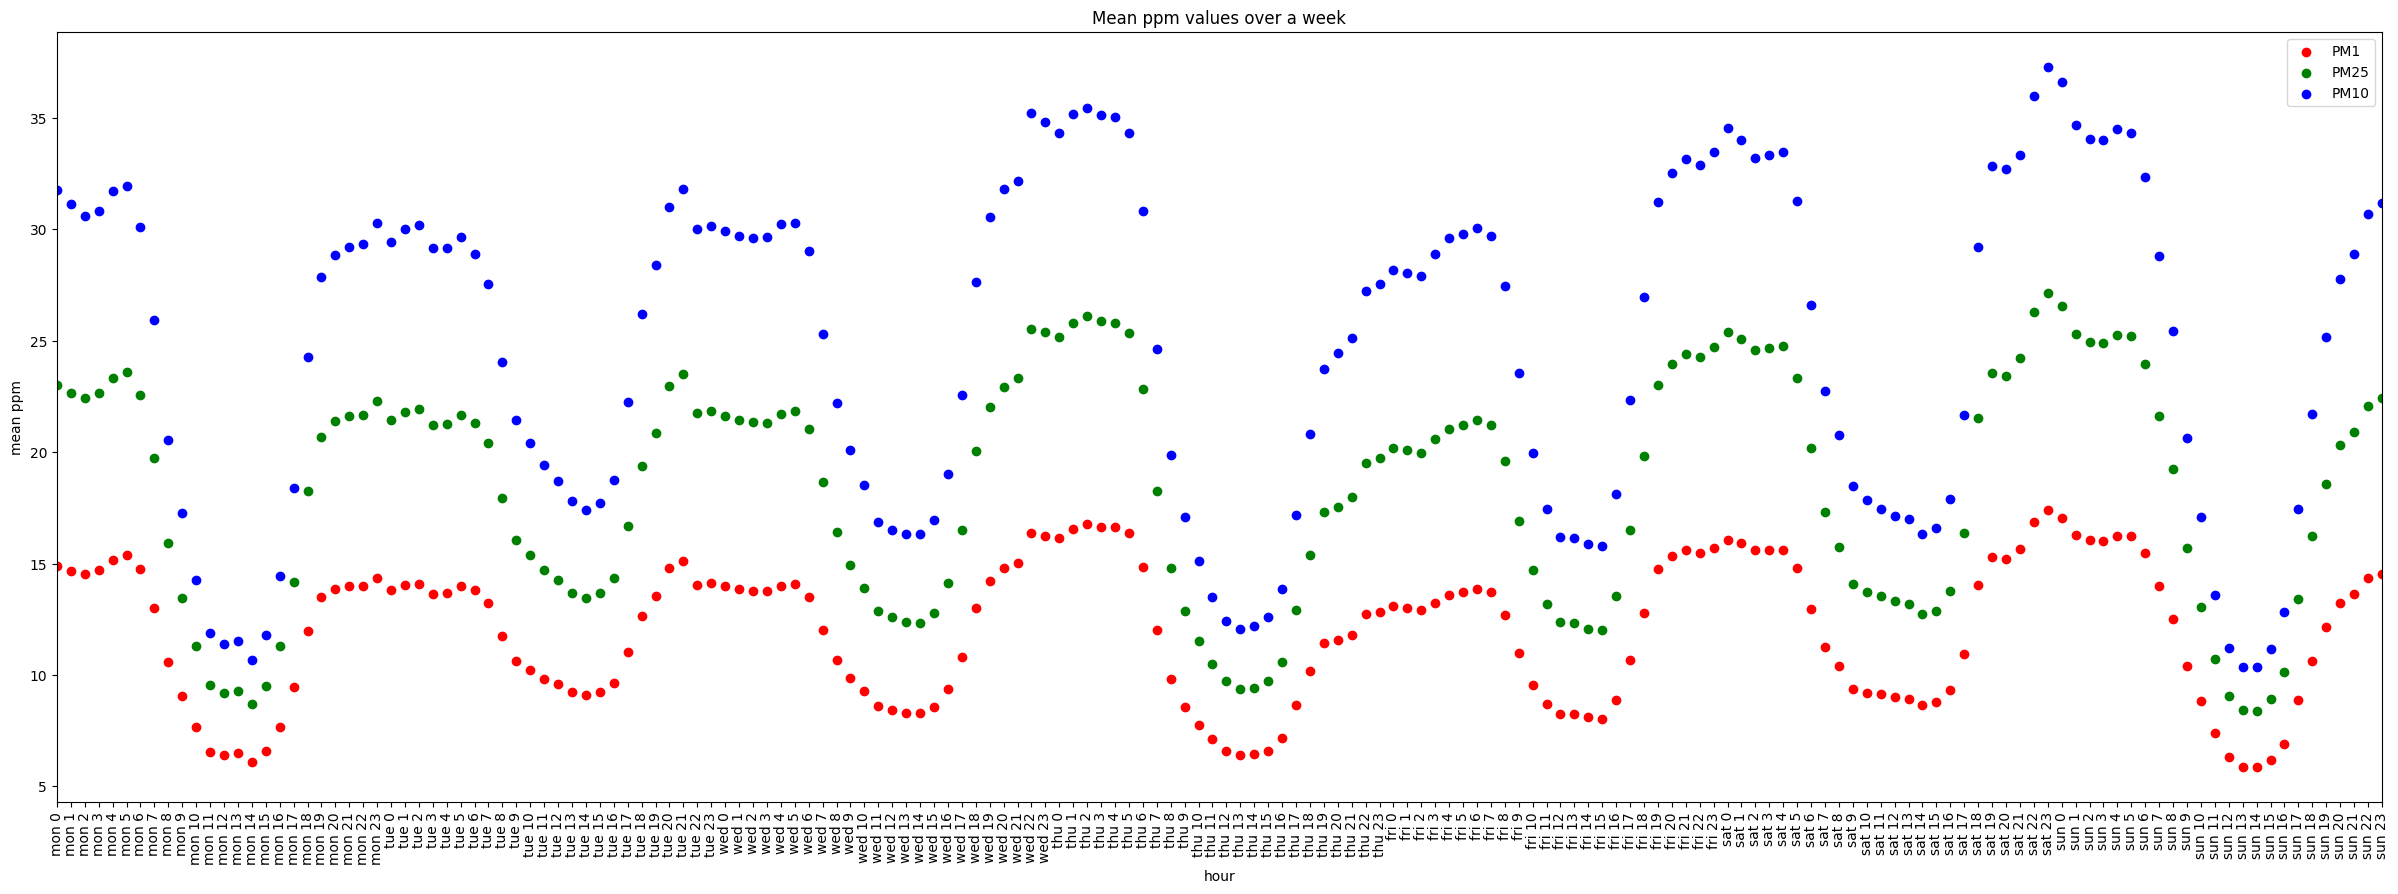 Mean ppm values over a week
PM1
PM25
PM10
35
30
25
20
15
10
5
mean ppm
mon 0
mon 1
mon 2
mon 3
mon 4
mon 5
mon 6
mon 7
mon 8
mon 9
mon 10
mon 11
mon 12
mon 13
mon 14
mon 15
mon 16
mon 17
mon 18
mon 19
mon 20
mon 21
mon 22
mon 23
tue 0
tue 1
tue 2
tue 3
tue 4
tue 5
tue 6
tue 7
tue 8
tue 9
tue 10
tue 11
tue 12
tue 13
tue 14
tue 15
tue 16
tue 17
tue 18
tue 19
tue 20
tue 21
tue 22
tue 23
wed 0
wed 1
wed 2
wed 3
wed 4
wed 5
wed 6
wed 7
wed 8
wed 9
wed 10
wed 11
wed 12
wed 13
wed 14
wed 15
wed 16
wed 17
wed 18
wed 19
wed 20
wed 21
wed 22
wed 23
thu 0
thu 1
thu 2
thu 3
thu 4
thu 5
thu 6
thu 7
thu 8
thu 9
thu 10
thu 11
thu 12
thu 13
thu 14
thu 15
thu 16
thu 17
thu 18
thu 19
thu 20
thu 21
thu 22
thu 23
fri 0
fri 1
fri 2
fri 3
fri 4
fri 5
fri 6
fri 7
fri 8
fri 9
fri 10
fri 11
fri 12
fri 13
fri 14
fri 15
fri 16
fri 17
fri 18
fri 19
fri 20
fri 21
fri 22
fri 23
sat 0
sat 1
sat 2
sat 3
sat 4
sat 5
sat 6
sat 7
sat 8
sat 9
sat 10
sat 11
sat 12
sat 13
sat 14
sat 15
sat 16
sat 17
sat 18
sat 19
sat 20
sat 21
sat 22
sat 23
sun 0
sun 1
sun 2
sun 3
sun 4
sun 5
sun 6
sun 7
sun 8
sun 9
sun 10
sun 11
sun 12
sun 13
sun 14
sun 15
sun 16
sun 17
sun 18
sun 19
sun 20
sun 21
sun 22
sun 23
hour